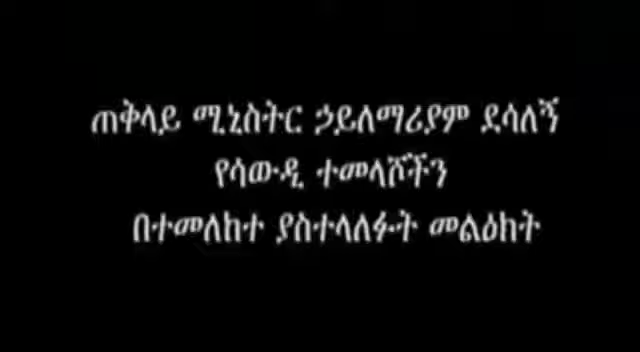 ጠቅላይ ሚኒስትር ኃይለማሪያም ደሳለኝ
የሳውዲ ተመላሾችን
በተመለከተ ያስተላለፉት መልዕክት